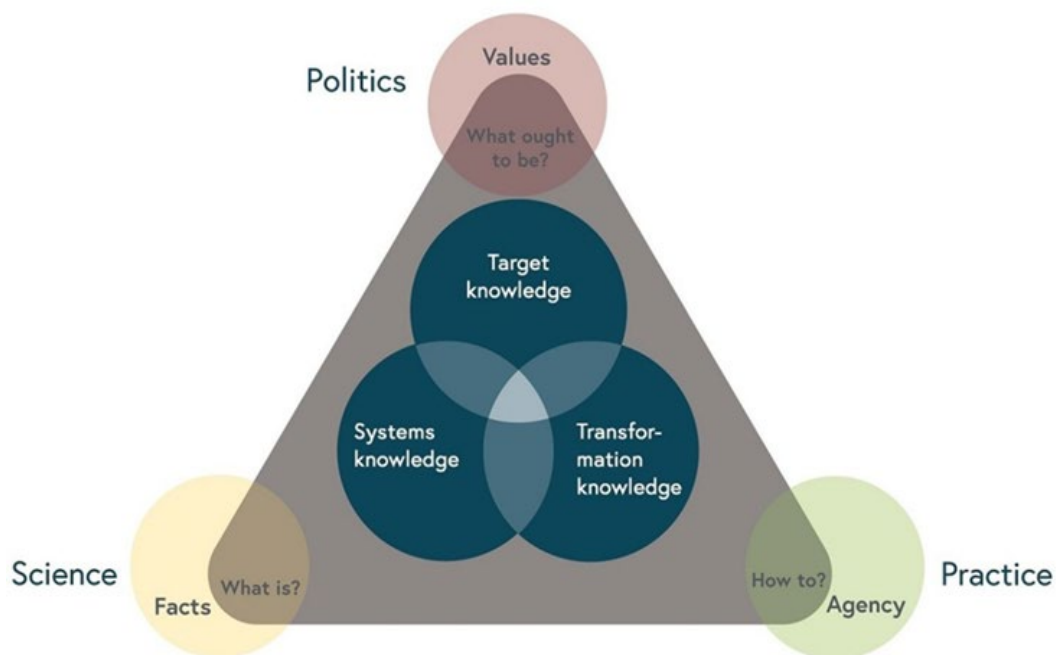 Values
Politics
What ought
to be?
Target
knowledge
Systems
knowledge
Transfor-
mation
knowledge
Science
What is?
Facts
How to?
Agency
Practice